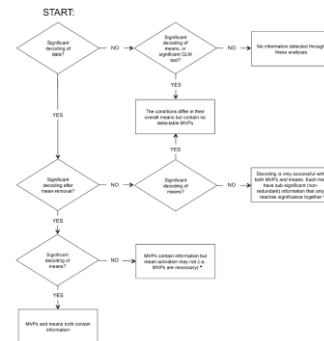 START:
Significant
decoding of
data?
NO
Significant
decoding of
means, or
significant GLM
test?
NO
No information detected through
these analyses
YES
YES
The conditions differ in their
overall means but contain no
detectable MVPs
YES
Significant
decoding after
mean-removal?
NO
Significant
decoding of
means?
NO
Decoding is only successful with
both MVPs and means. Each may
have sub-significant (non-
redundant) information that only
reaches significance together
YES
Significant
decoding of
means?
NO
MVPs contain information but
mean activation may not (i.e.,
MVPs are necessary)
YES
MVPs and means both contain
information